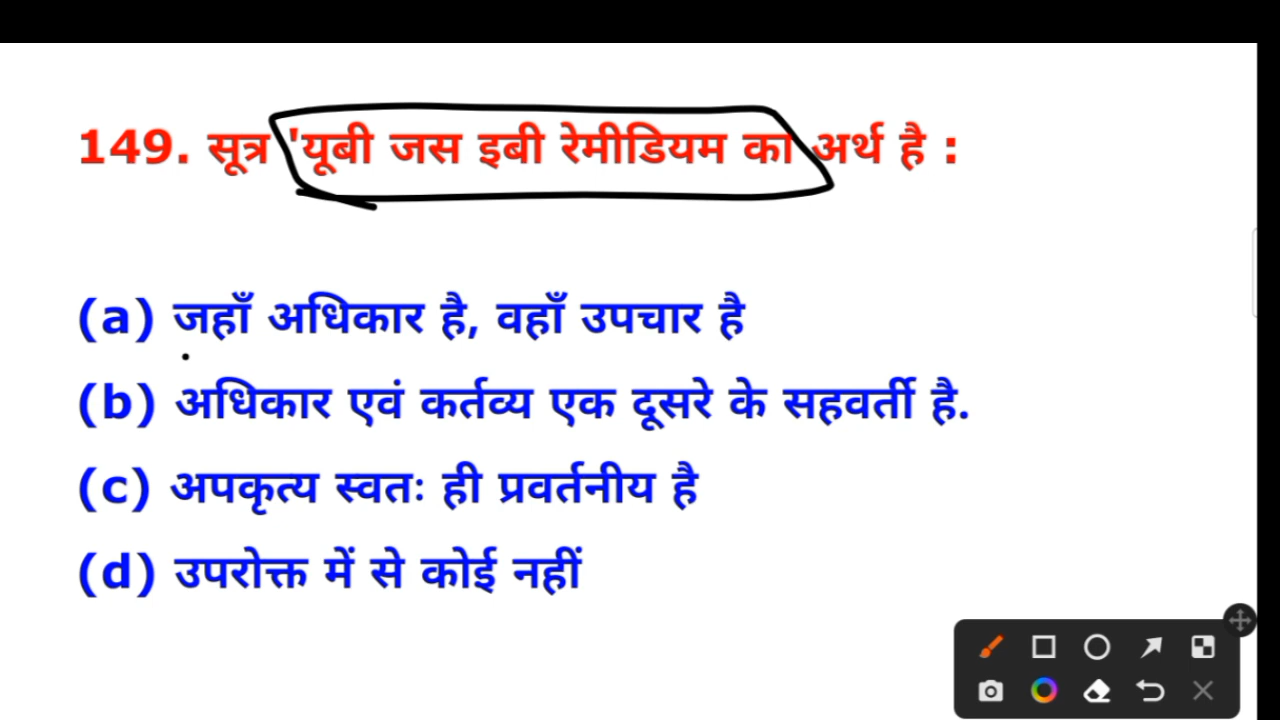 149. सूत्र 'यूबी जस इबी रेमीडियम का अर्थ है :
(a) जहाँ अधिकार है, वहाँ उपचार है
(b) अधिकार एवं कर्तव्य एक दूसरे के सहवर्ती है.
(c) अपकृत्य स्वतः ही प्रवर्तनीय है
(d) उपरोक्त में से कोई नहीं